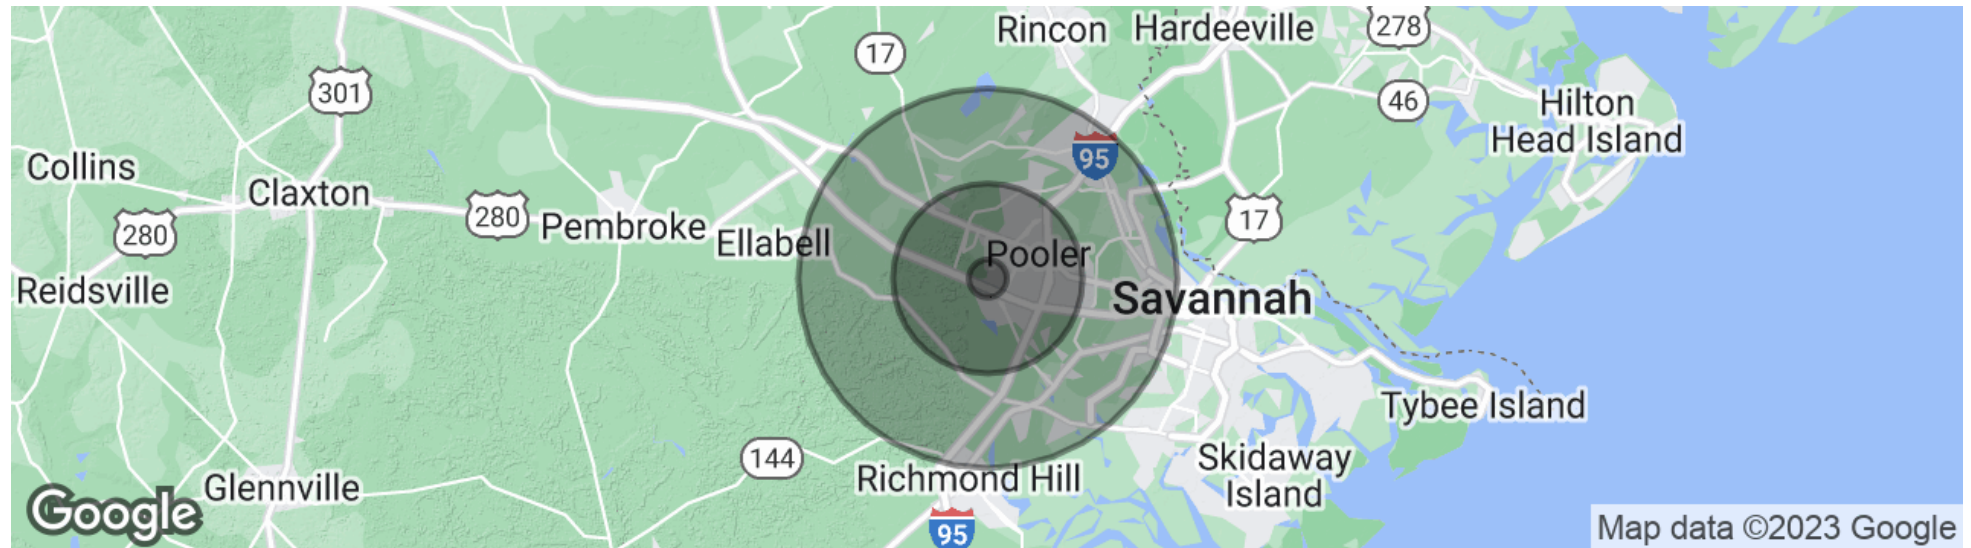 Rincon
Hardeeville
278
17
301
46
Hilton
Head Island
95
Collins
Claxton
280
280
Pembroke
Ellabell
17
Pooler
Reidsville
Savannah
Tybee Island
144
Richmond Hill
Skidaway
Island
Glennville
Google
95
Map data ©2023 Google